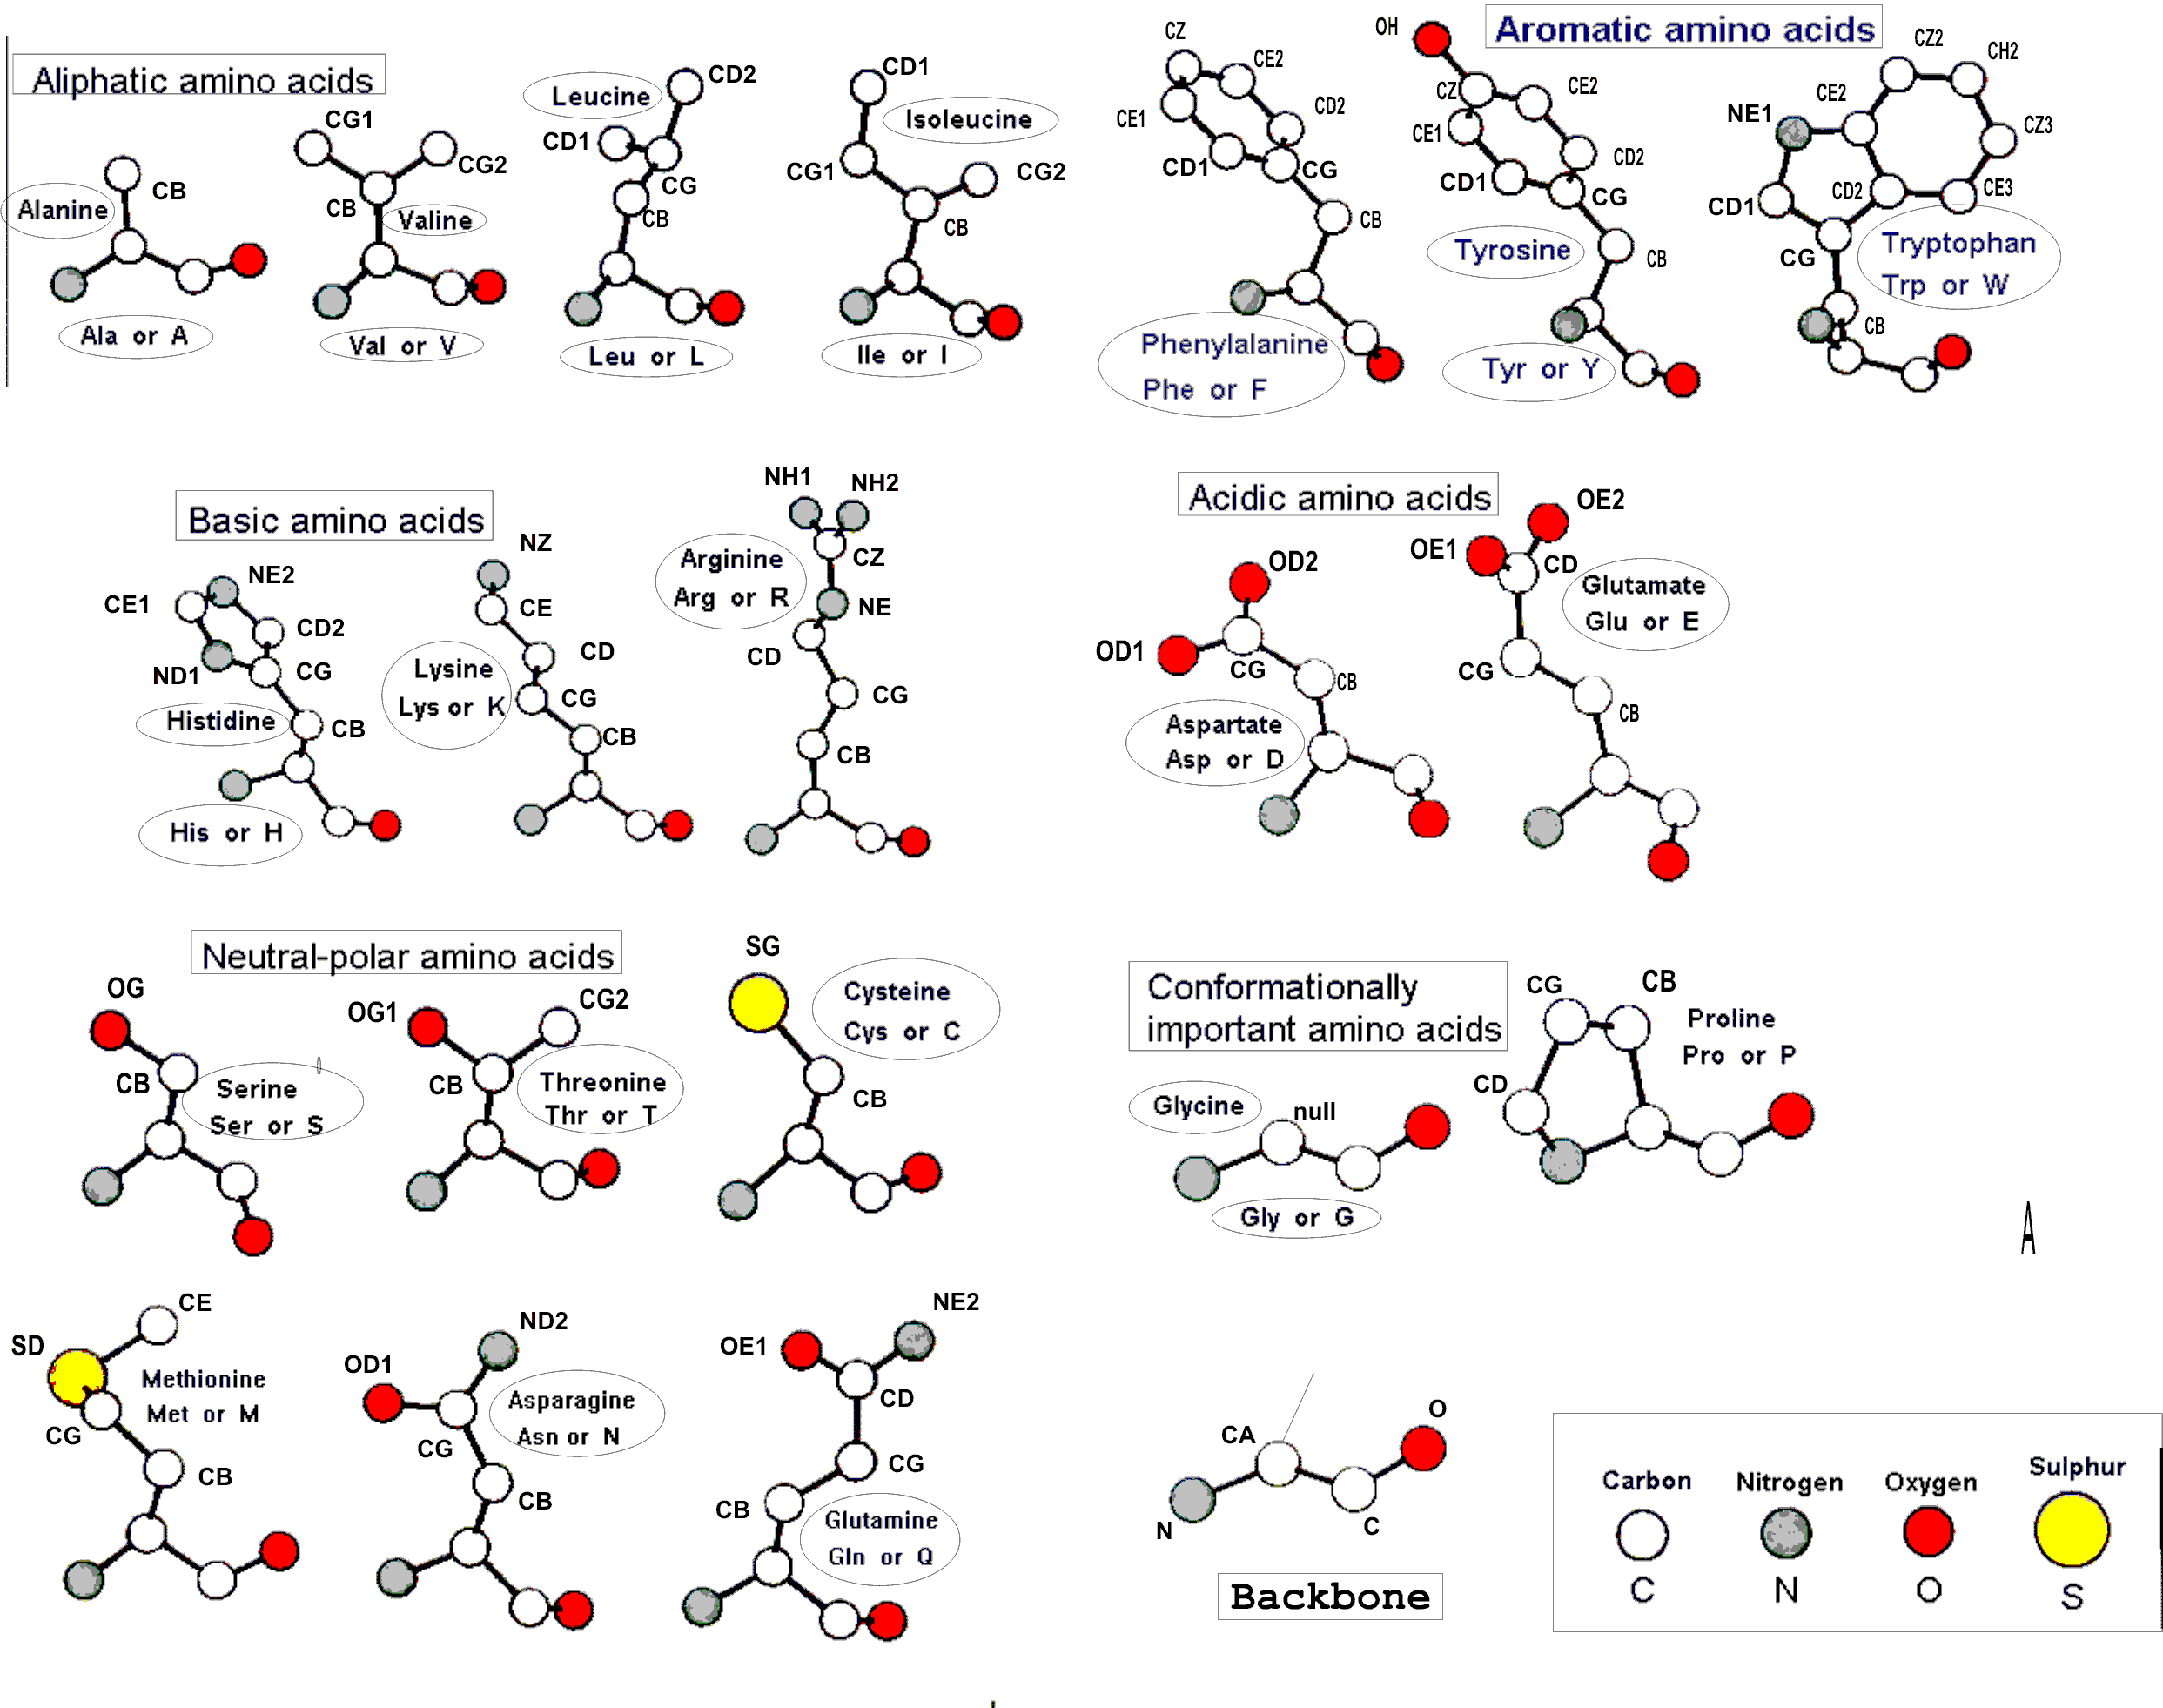 Aliphatic amino acids
Alanine
CB
Ala or A
CG1
CG2
CB
Valine
Val or V
Leucine
CD2
CD1
CG
CB
Leu or L
CD1
Isoleucine
CG1
CG2
CB
Ile or I
Aromatic amino acids
CZ
CE2
CE1
CD2
CD1
CG
CB
Phenylalanine
Phe or F
OH
CZ
CE2
CE1
CD2
CD1
CG
Tyrosine
CB
Tyr or Y
CZ2
CH2
CE2
NE1
CZ3
CD2
CE3
CD1
CG
Tryptophan
Trp or W
CB
Basic amino acids
NE2
CE1
CD2
ND1
CG
Histidine
CB
His or H
NZ
CE
CD
Lysine
Lys or K
CG
CB
NH1
NH2
Arginine
Arg or R
CZ
NE
CD
CG
CB
Acidic amino acids
OD2
OD1
CG
CB
Aspartate
Asp or D
OE2
OE1
CD
Glutamate
Glu or E
CG
CB
Neutral-polar amino acids
OG
CB
Serine
Ser or S
OG1
CG2
CB
Threonine
Thr or T
SG
Cysteine
Cys or C
CB
Conformationally
important amino acids
Glycine
null
Gly or G
CG
CB
Proline
Pro or P
CD
A
CE
SD
Methionine
Met or M
CG
CB
ND2
OD1
Asparagine
Asn or N
CG
CB
NE2
OE1
CD
CG
CB
Glutamine
Gln or Q
O
CA
N
C
Backbone
Carbon Nitrogen Oxygen Sulphur
C N O S